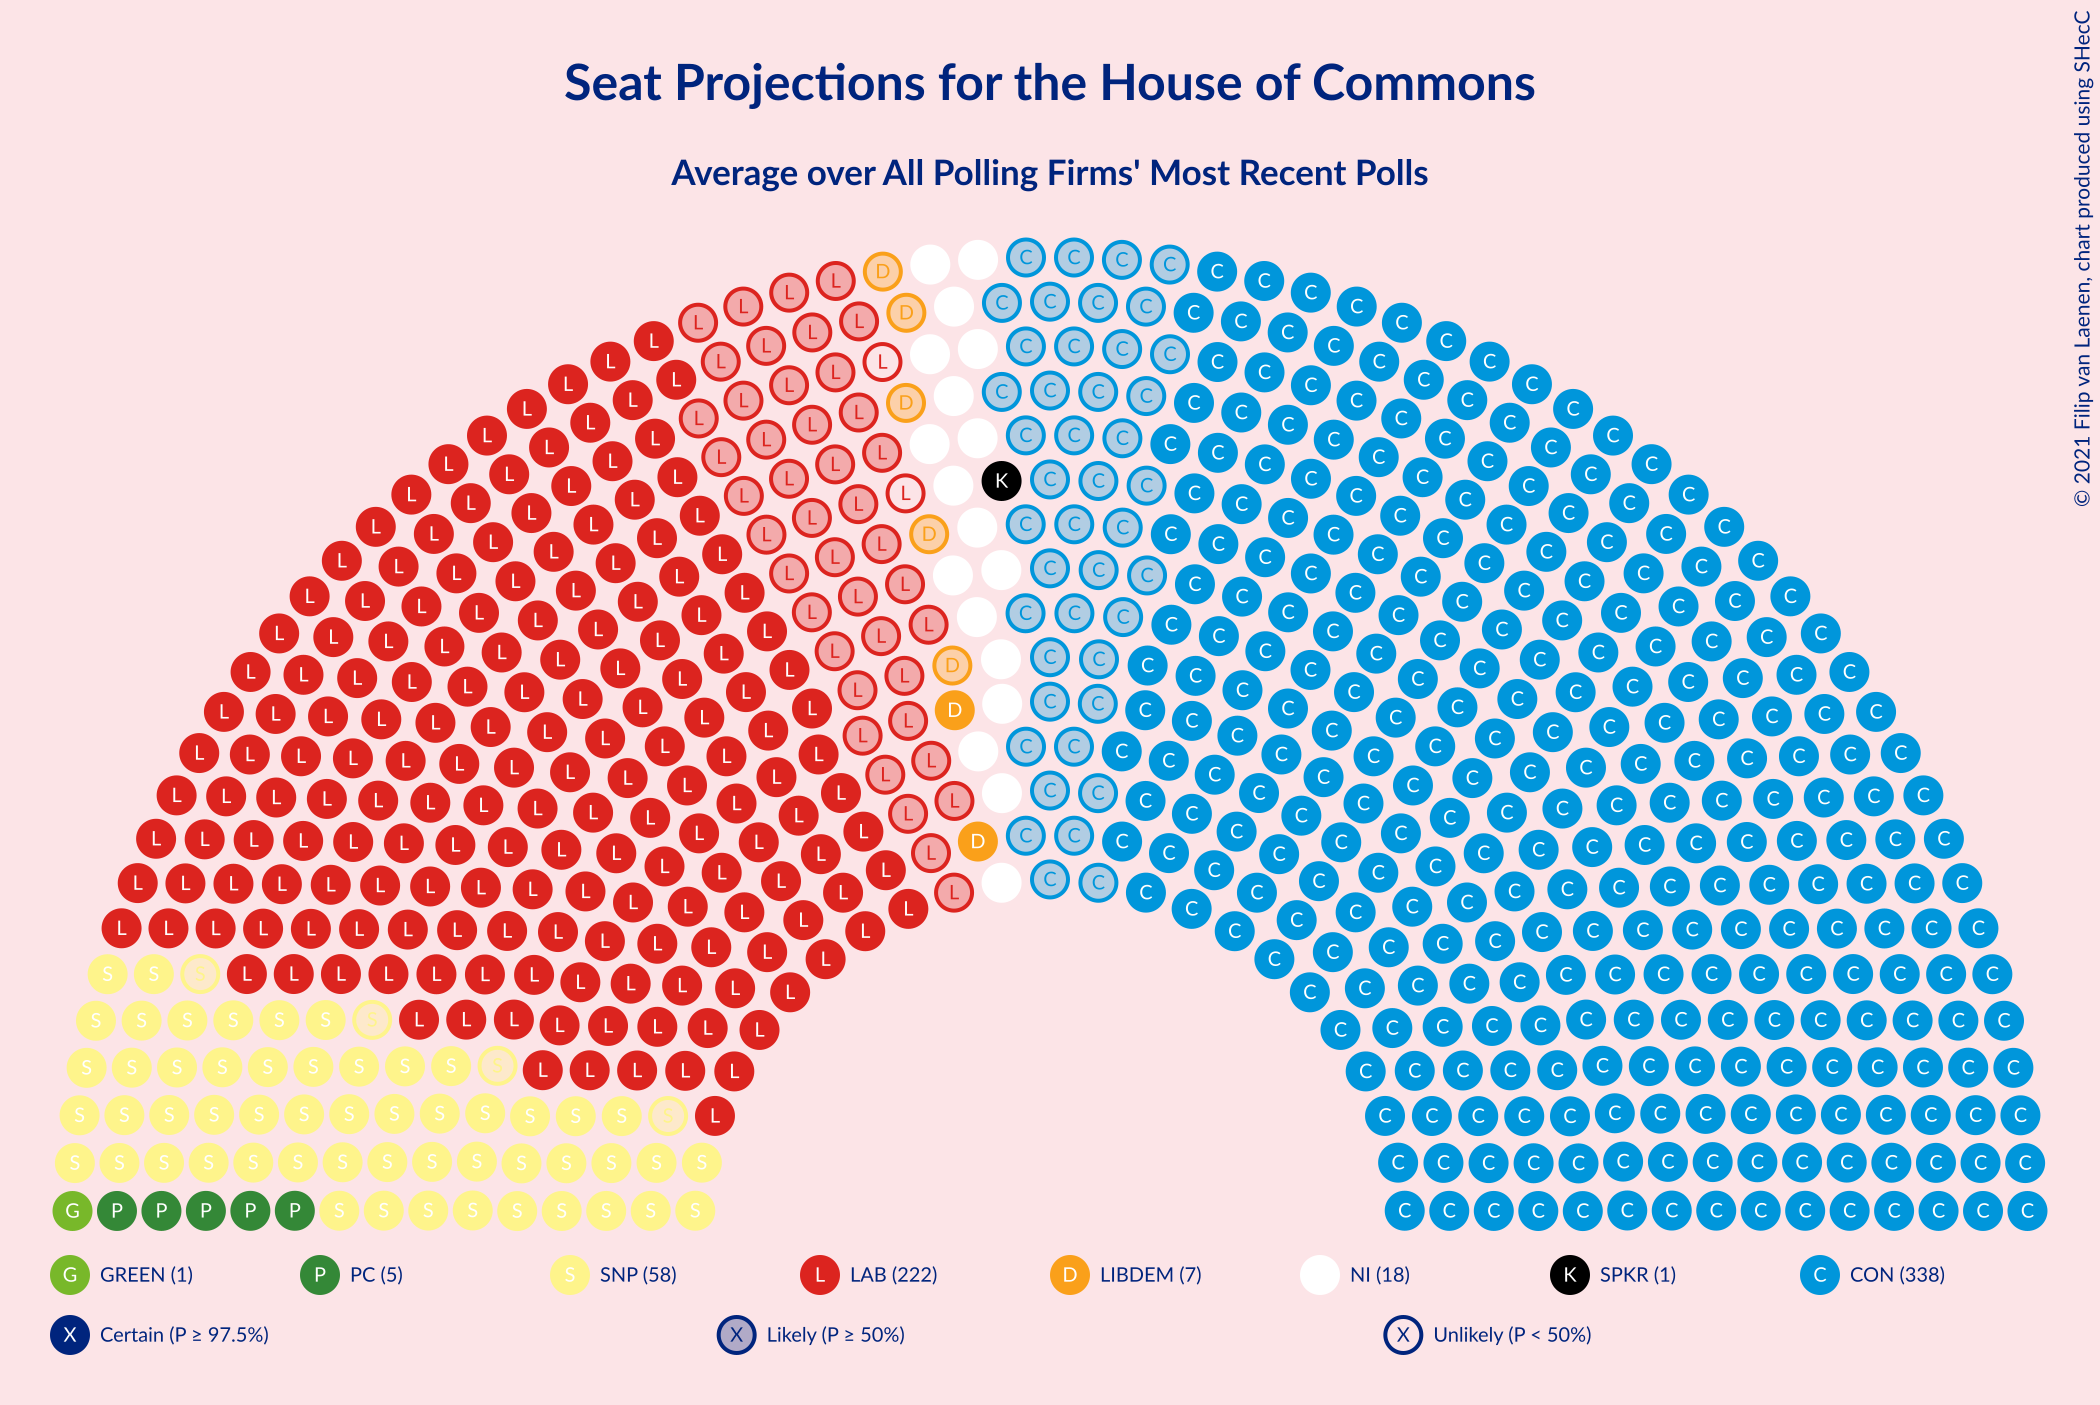 Seat Projections for the House of Commons
Average over All Polling Firms' Most Recent Polls
© 2021 Filip van Laenen, chart produced using SHecC
G GREEN (1)
P PC (5)
S SNP (58)
L LAB (222)
D LIBDEM (7)
NI (18)
K SPKR (1)
C CON (338)
X Certain (P ≥ 97.5%)
X Likely (P ≥ 50%)
X Unlikely (P < 50%)